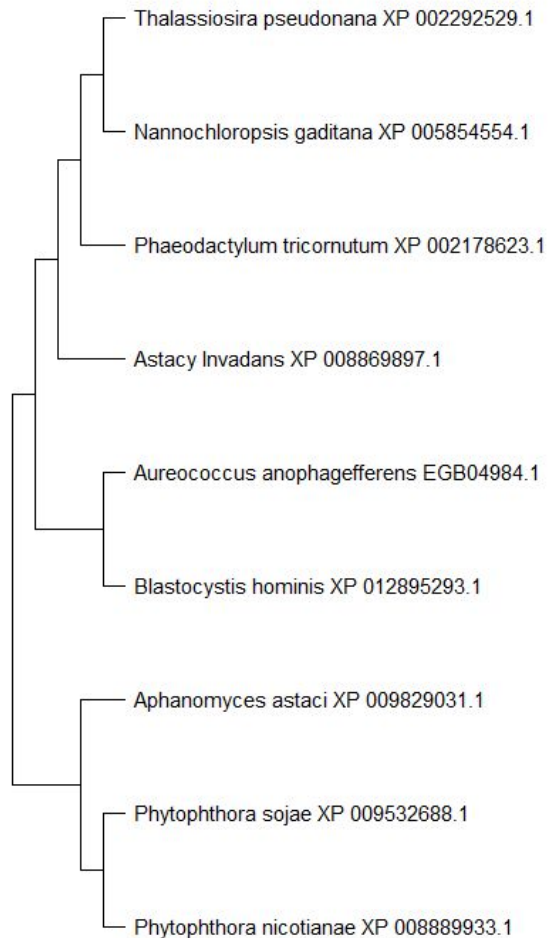 Thalassiosira pseudonana XP 002292529.1
Nannochloropsis gaditana XP 005854554.1
Phaeodactylum tricornutum XP 002178623.1
Astacy Invadans XP 008869897.1
Aureococcus anophagefferens EGB04984.1
Blastocystis hominis XP 012895293.1
Aphanomyces astaci XP 009829031.1
Phytophthora sojae XP 009532688.1
Phytophthora nicotianae XP 008889933.1